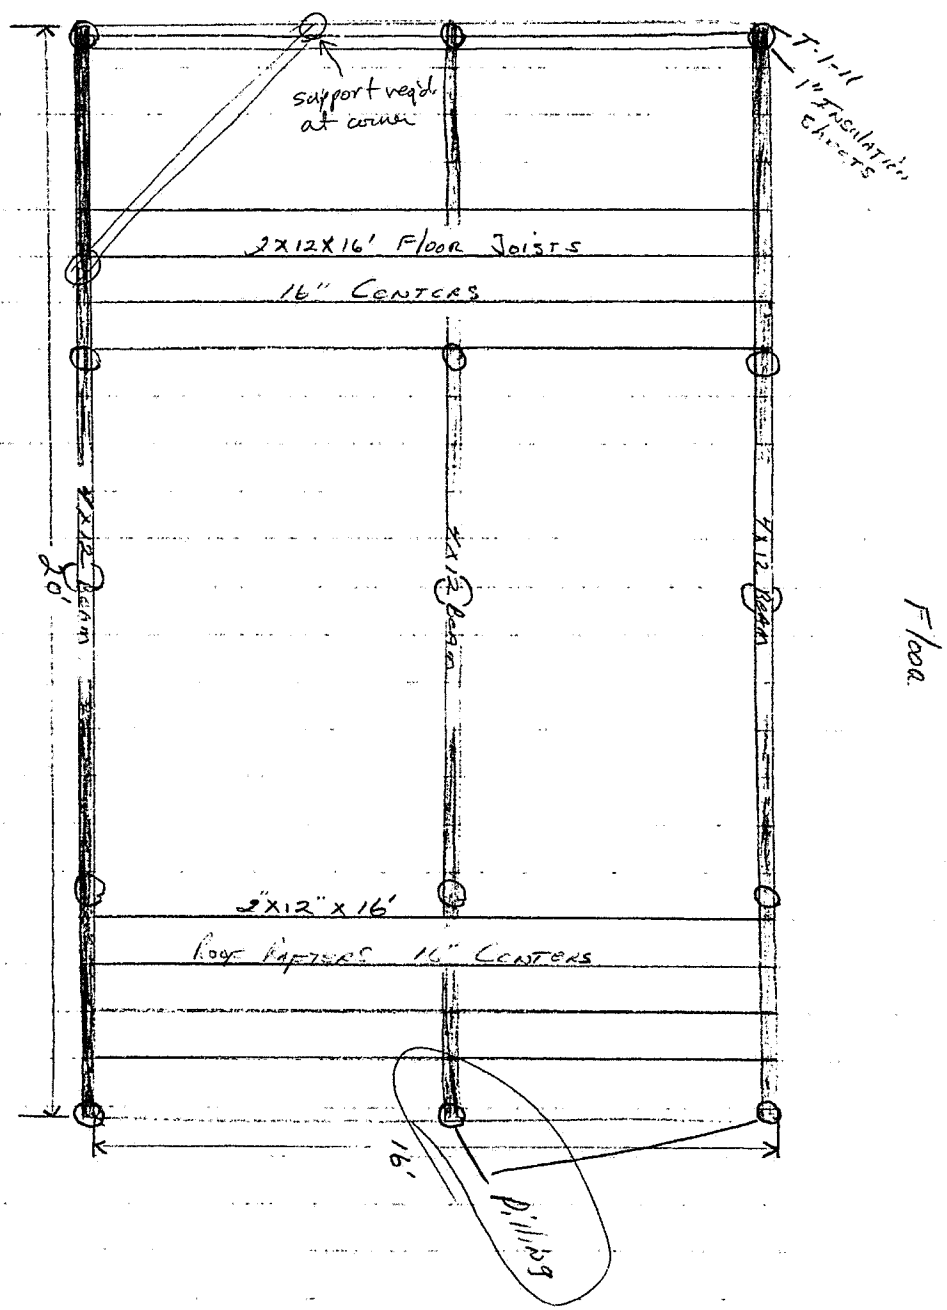 T-1-11
1" INSULATION
SHEETS
support req'd
at corner
2X12X16' FLOOR JOISTS
16" CENTERS
4X12 BEAM
4X12 BEAM
4X12 BEAM
20'
Floor
2"X12"X16'
ROOF RAFTERS 16" CENTERS
16'
Pilling